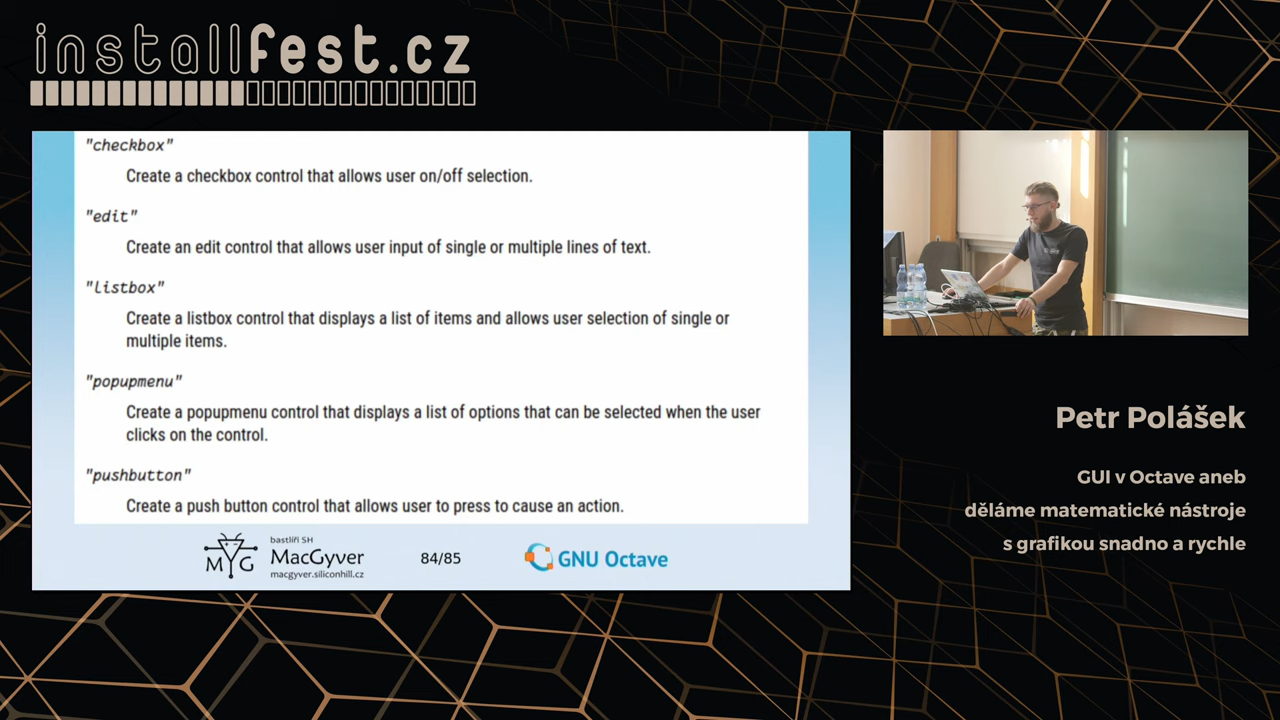 installfest.cz
"checkbox"
Create a checkbox control that allows user on/off selection.
"edit"
Create an edit control that allows user input of single or multiple lines of text.
"listbox"
Create a listbox control that displays a list of items and allows user selection of single or
multiple items.
"popupmenu"
Create a popupmenu control that displays a list of options that can be selected when the user
clicks on the control.
"pushbutton"
Create a push button control that allows user to press to cause an action.
MYG
bastlíři SH
MacGyver
macgyver.siliconhill.cz
84/85
GNU Octave
Petr Polášek
GUI v Octave aneb
děláme matematické nástroje
s grafikou snadno a rychle